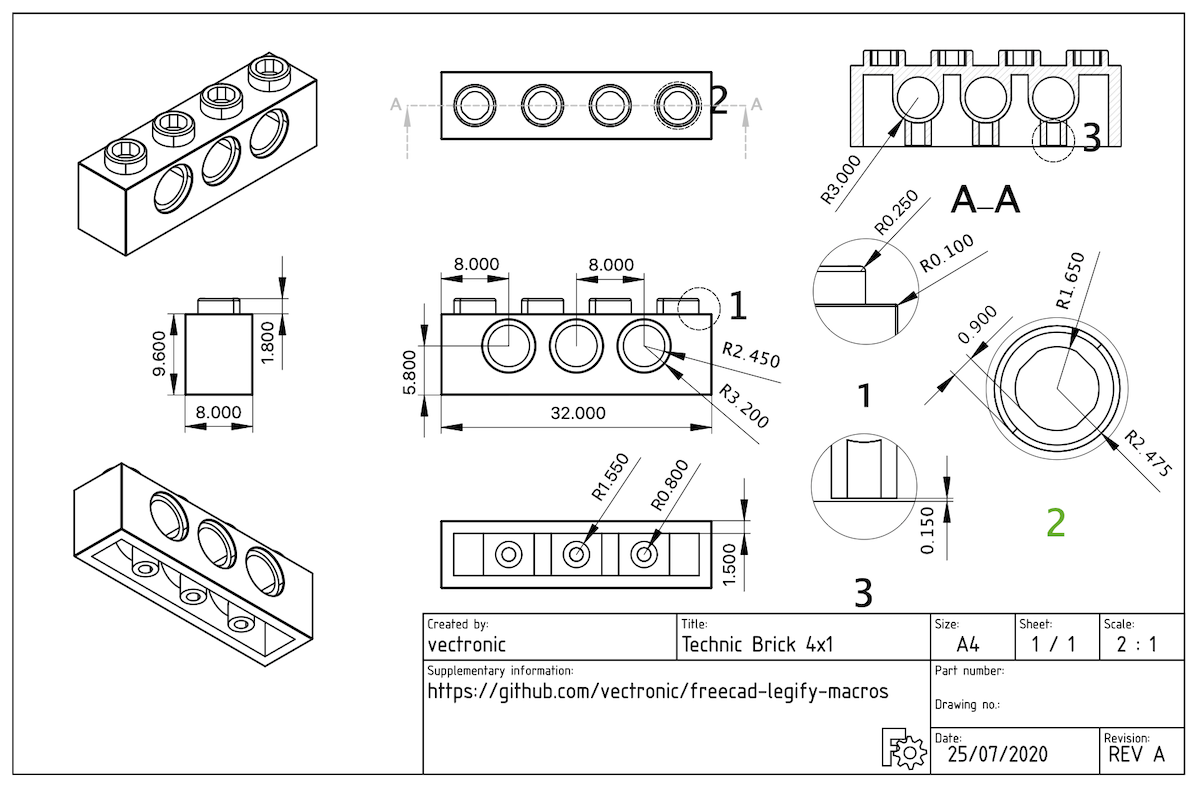 A
A
2
3
R3.000
A_A
R0.250
R0.100
8.000
8.000
1
9.600
1.800
8.000
5.800
32.000
R2.450
R3.200
1
R1.650
0.900
R2.475
2
R1.550
R0.800
1.500
0.150
3
Created by:
vectronic
Title:
Technic Brick 4x1
Size:
A4
Sheet:
1 / 1
Scale:
2 : 1
Supplementary information:
https://github.com/vectronic/freecad-legify-macros
Part number:
Drawing no.:
Date:
25/07/2020
Revision:
REV A